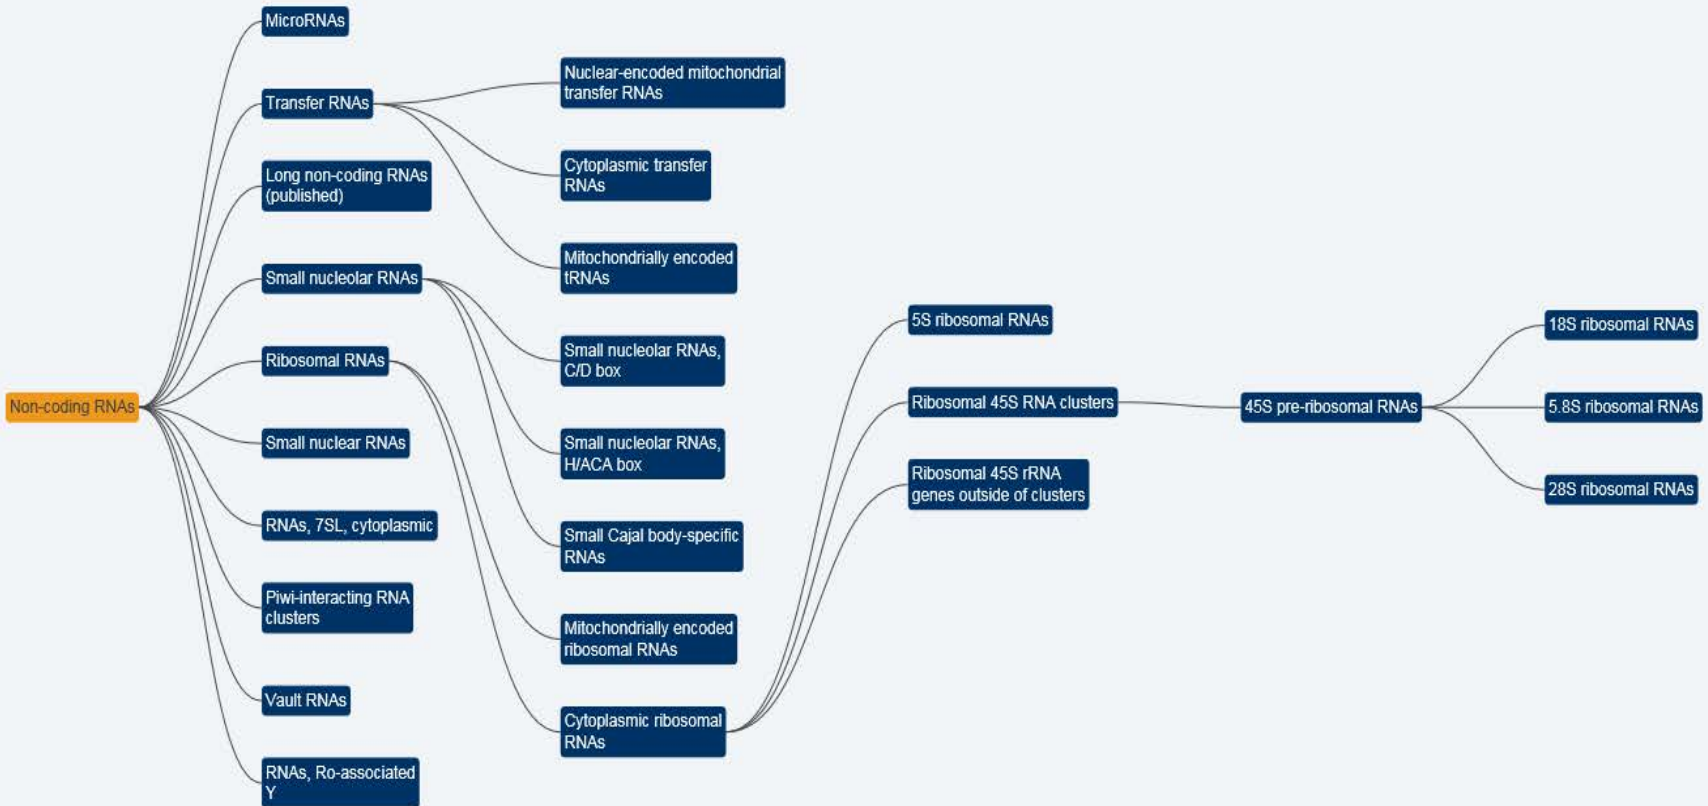 Non-coding RNAs
MicroRNAs
Transfer RNAs
Long non-coding RNAs
(published)
Small nucleolar RNAs
Ribosomal RNAs
Small nuclear RNAs
RNAs, 7SL, cytoplasmic
Piwi-interacting RNA
clusters
Vault RNAs
RNAs, Ro-associated
Y
Nuclear-encoded mitochondrial
transfer RNAs
Cytoplasmic transfer
RNAs
Mitochondrially encoded
tRNAs
Small nucleolar RNAs,
C/D box
Small nucleolar RNAs,
H/ACA box
Small Cajal body-specific
RNAs
Mitochondrially encoded
ribosomal RNAs
Cytoplasmic ribosomal
RNAs
5S ribosomal RNAs
Ribosomal 45S RNA clusters
Ribosomal 45S rRNA
genes outside of clusters
45S pre-ribosomal RNAs
18S ribosomal RNAs
5.8S ribosomal RNAs
28S ribosomal RNAs